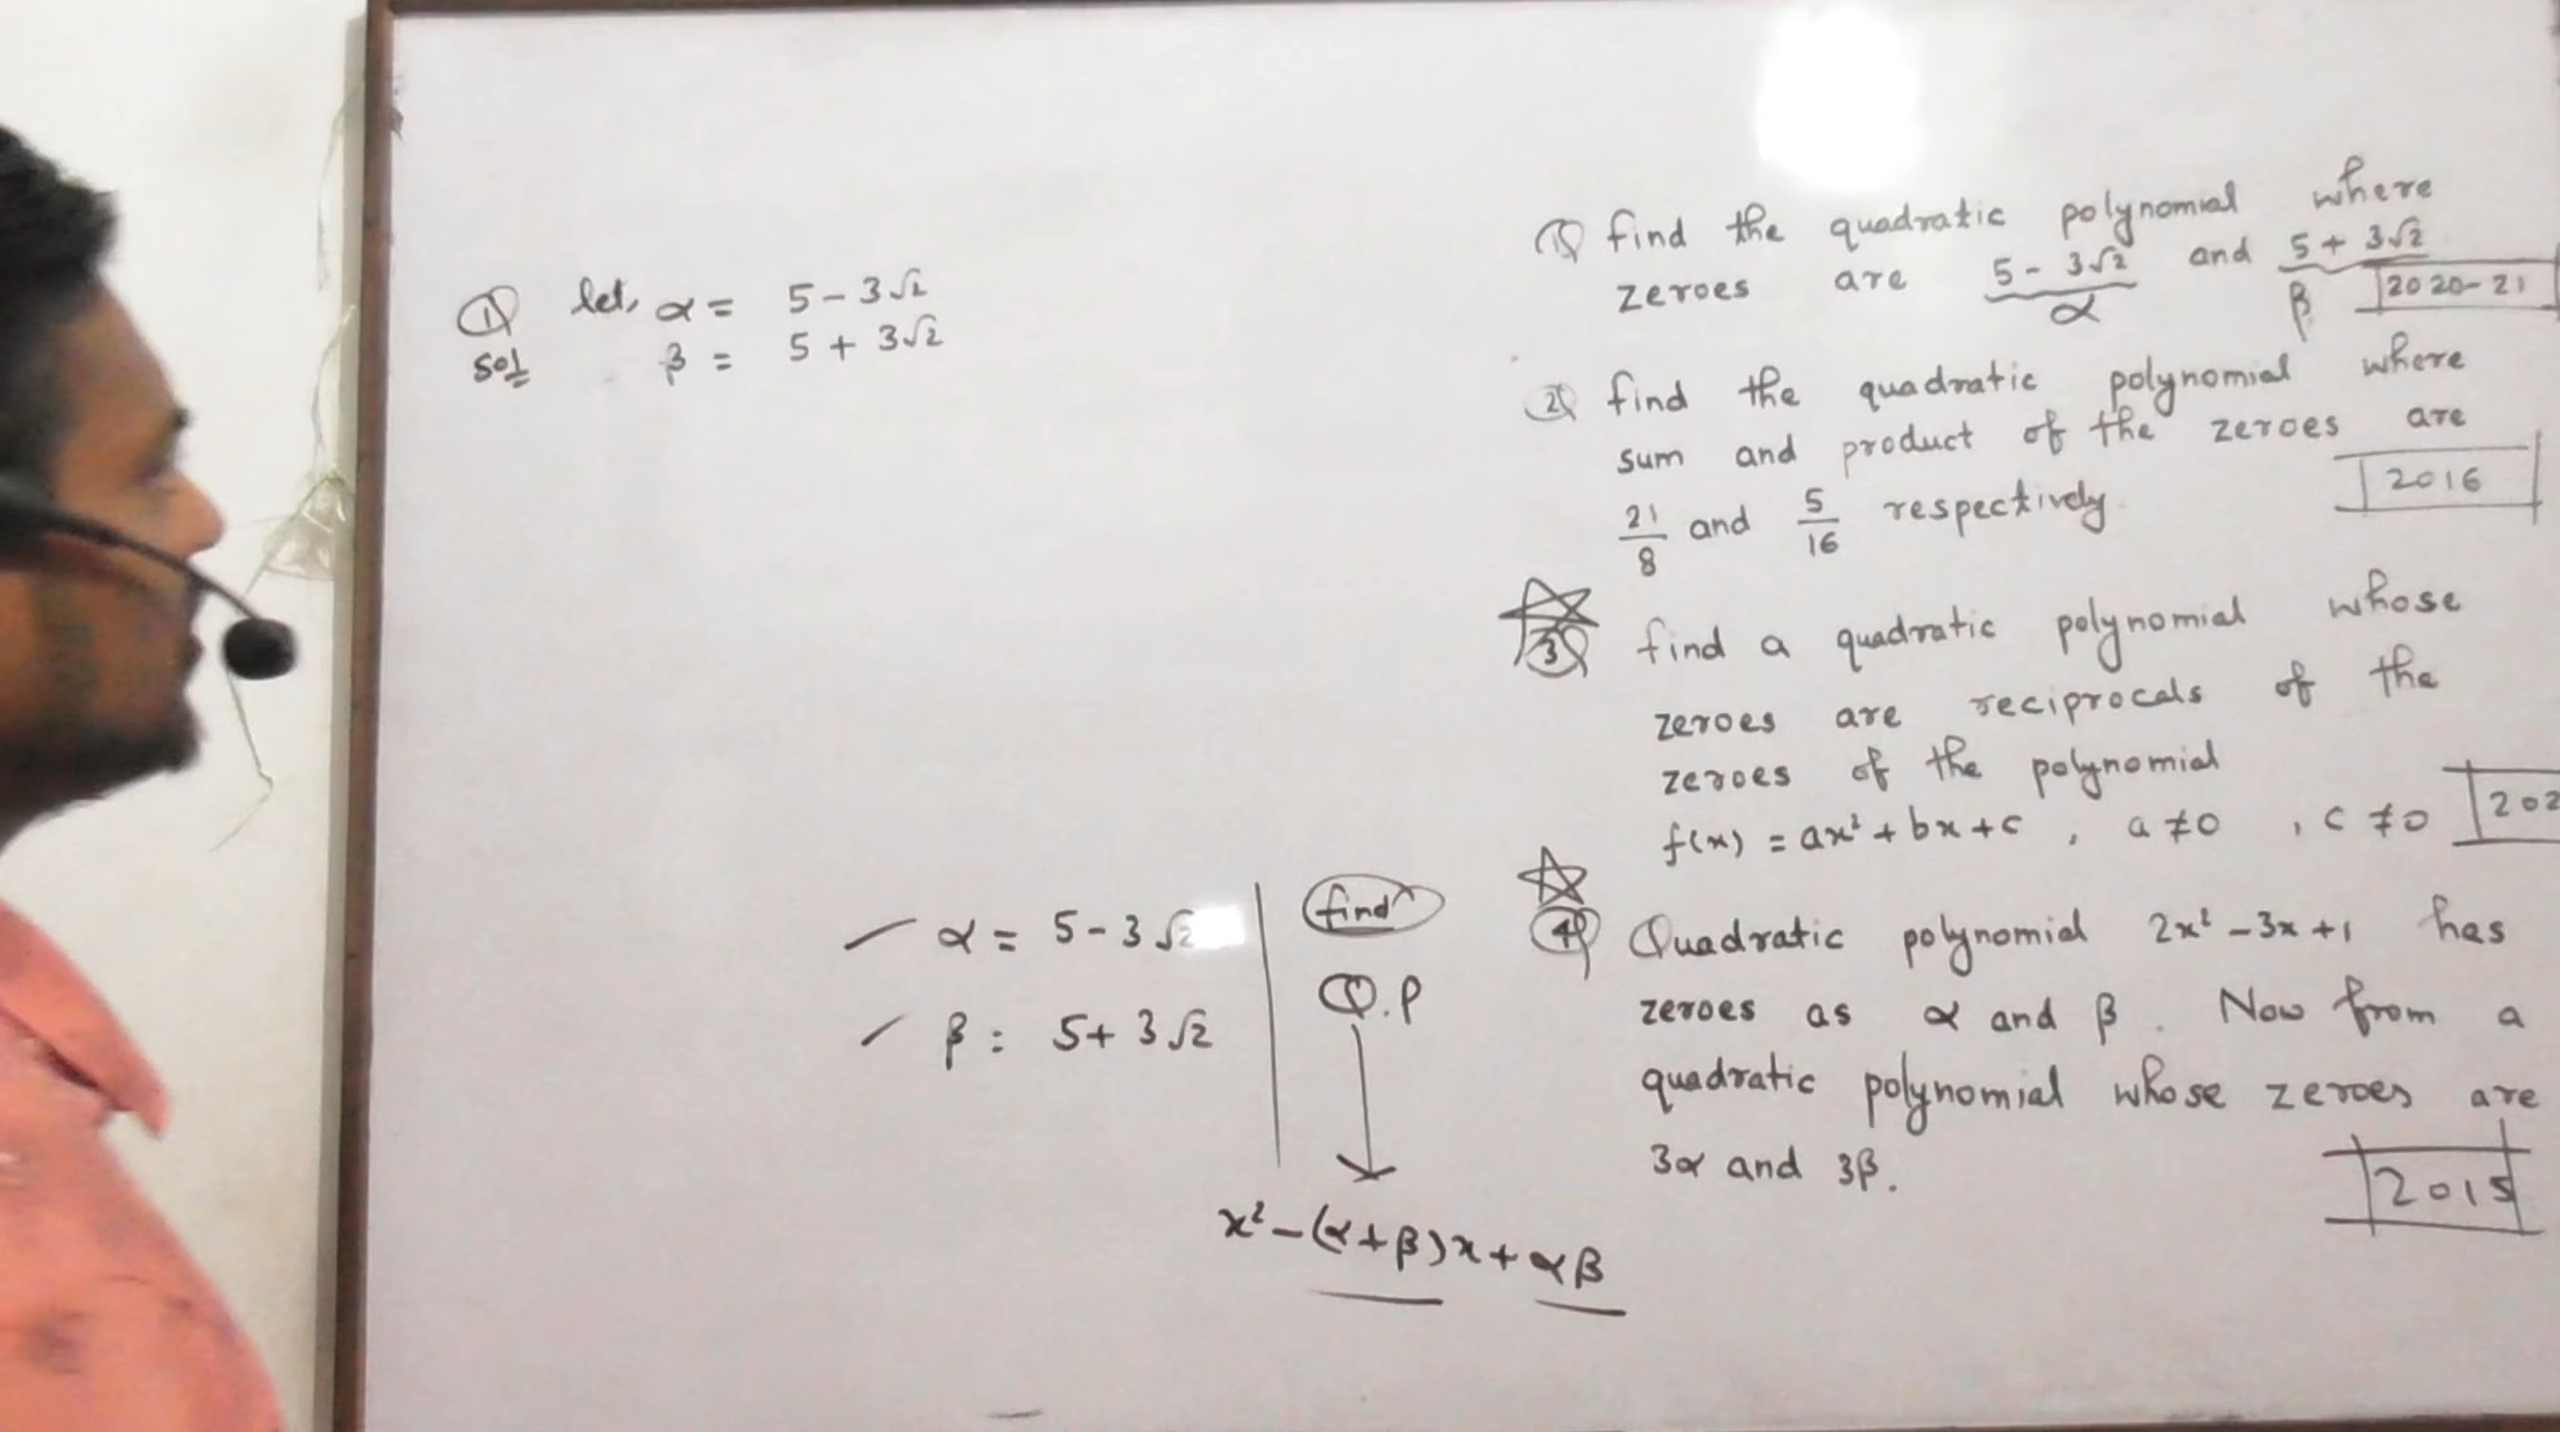 ① let, α = 5 - 3√2
Sol β = 5 + 3√2
α = 5 - 3√2
β = 5 + 3√2
find
Q.P
x² - (α + β)x + αβ
① find the quadratic polynomial where
zeroes are 5 - 3√2 and 5 + 3√2
α β 2020-21
② find the quadratic polynomial where
sum and product of the zeroes are
21/8 and 5/16 respectively
2016
③ find a quadratic polynomial whose
zeroes are reciprocals of the
zeroes of the polynomial
f(x) = ax² + bx + c , a ≠ 0 , c ≠ 0
④ Quadratic polynomial 2x² - 3x + 1 has
zeroes as α and β. Now from a
quadratic polynomial whose zeroes are
3α and 3β.
2015